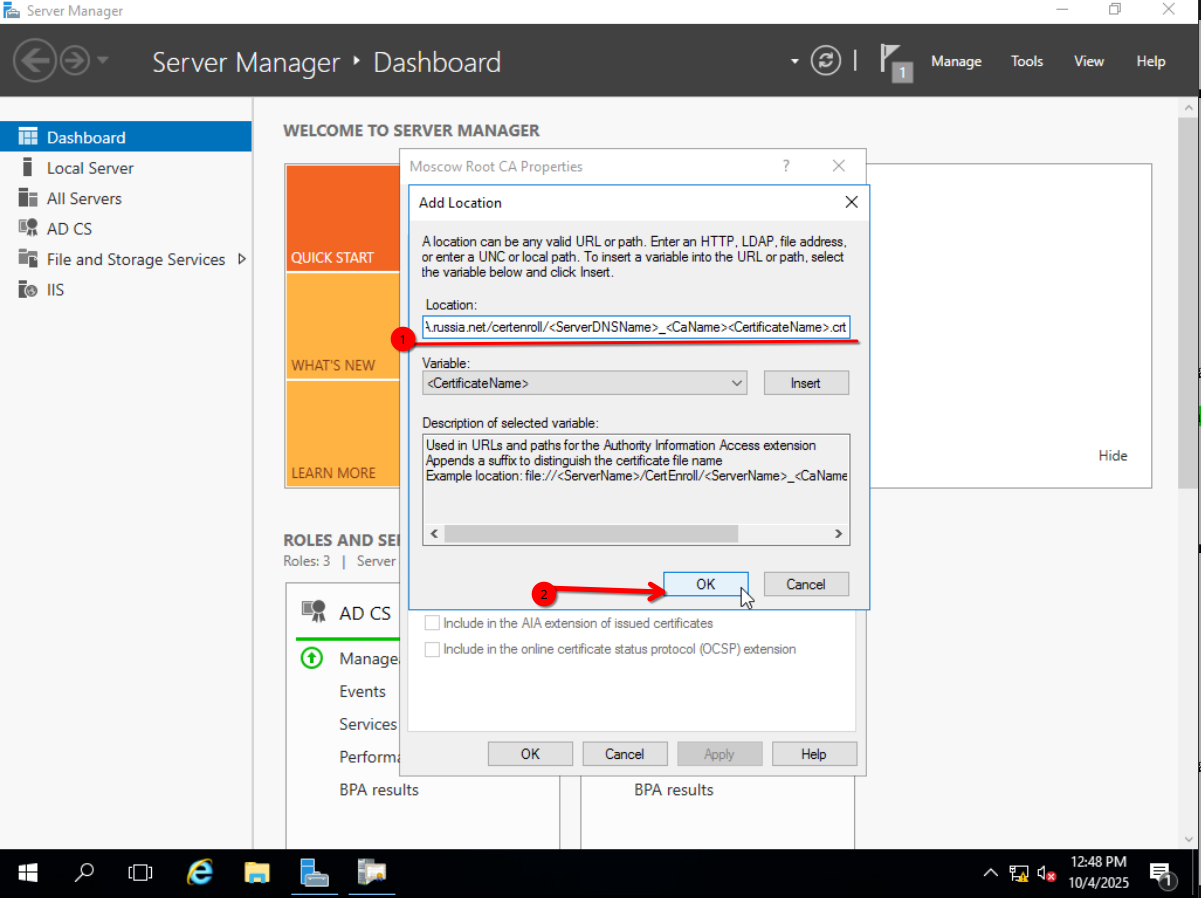 Server Manager
Server Manager ‣ Dashboard
1
Manage
Tools
View
Help
Dashboard
Local Server
All Servers
AD CS
File and Storage Services
IIS
WELCOME TO SERVER MANAGER
QUICK START
WHAT'S NEW
LEARN MORE
Hide
ROLES AND SE
Roles: 3 | Server
AD CS
Manage
Events
Services
Performa
BPA results
BPA results
Moscow Root CA Properties
?
Add Location
A location can be any valid URL or path. Enter an HTTP, LDAP, file address,
or enter a UNC or local path. To insert a variable into the URL or path, select
the variable below and click Insert.
Location:
.russia.net/certenroll/<ServerDNSName>_<CaName><CertificateName>.crt
1
Variable:
<CertificateName>
Insert
Description of selected variable:
Used in URLs and paths for the Authority Information Access extension
Appends a suffix to distinguish the certificate file name
Example location: file://<ServerName>/CertEnroll/<ServerName>_<CaName
2
OK
Cancel
Include in the AIA extension of issued certificates
Include in the online certificate status protocol (OCSP) extension
OK
Cancel
Apply
Help
12:48 PM
10/4/2025
1